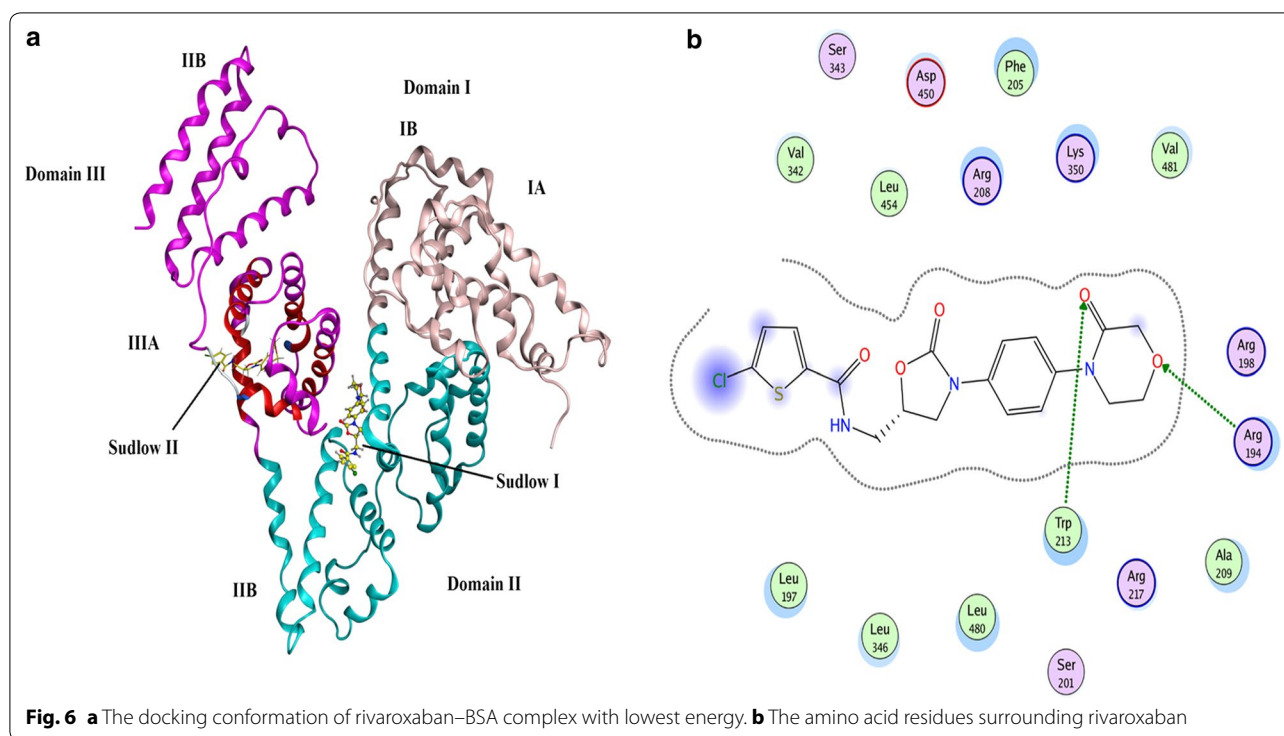 a
IIB
Domain I
IB
Domain III
IA
IIIA
Sudlow II
Sudlow I
IIB
Domain II
b
Ser
343
Asp
450
Phe
205
Val
342
Leu
454
Arg
208
Lys
350
Val
481
O
O
O
O
O
Cl
S
N
N
HN
Arg
198
Arg
194
Trp
213
Leu
197
Leu
346
Leu
480
Arg
217
Ala
209
Ser
201
Fig. 6 a The docking conformation of rivaroxaban–BSA complex with lowest energy. b The amino acid residues surrounding rivaroxaban